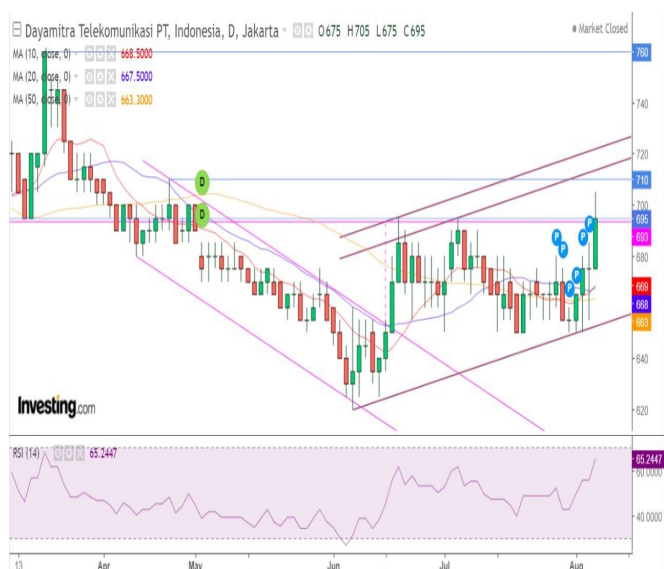 Dayamitra Telekomunikasi PT, Indonesia, D, Jakarta O675 H705 L675 C695
Market Closed
MA (10, close, 0) 668.5000
MA (20, close, 0) 667.5000
MA (50, close, 0) 663.3000
760
740
720
710
700
695
693
680
669
668
663
640
620
D
D
P
P
P
P
P
P
Investing.com
RSI (14) 65.2447
65.2447
40.0000
13 Apr May Jun Jul Aug